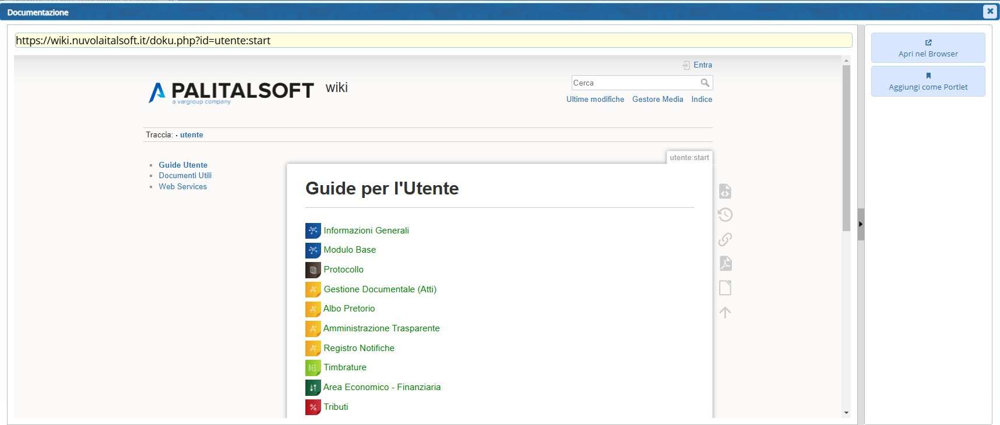 Documentazione
https://wiki.nuvolaitalsoft.it/doku.php?id=utente:start
Apri nel Browser
Aggiungi come Portlet
Entra
PALITALSOFT wiki
a vargroup company
Cerca
Ultime modifiche Gestore Media Indice
Traccia: • utente
Guide Utente
Documenti Utili
Web Services
utente:start
Guide per l'Utente
Informazioni Generali
Modulo Base
Protocollo
Gestione Documentale (Atti)
Albo Pretorio
Amministrazione Trasparente
Registro Notifiche
Timbrature
Area Economico - Finanziaria
Tributi